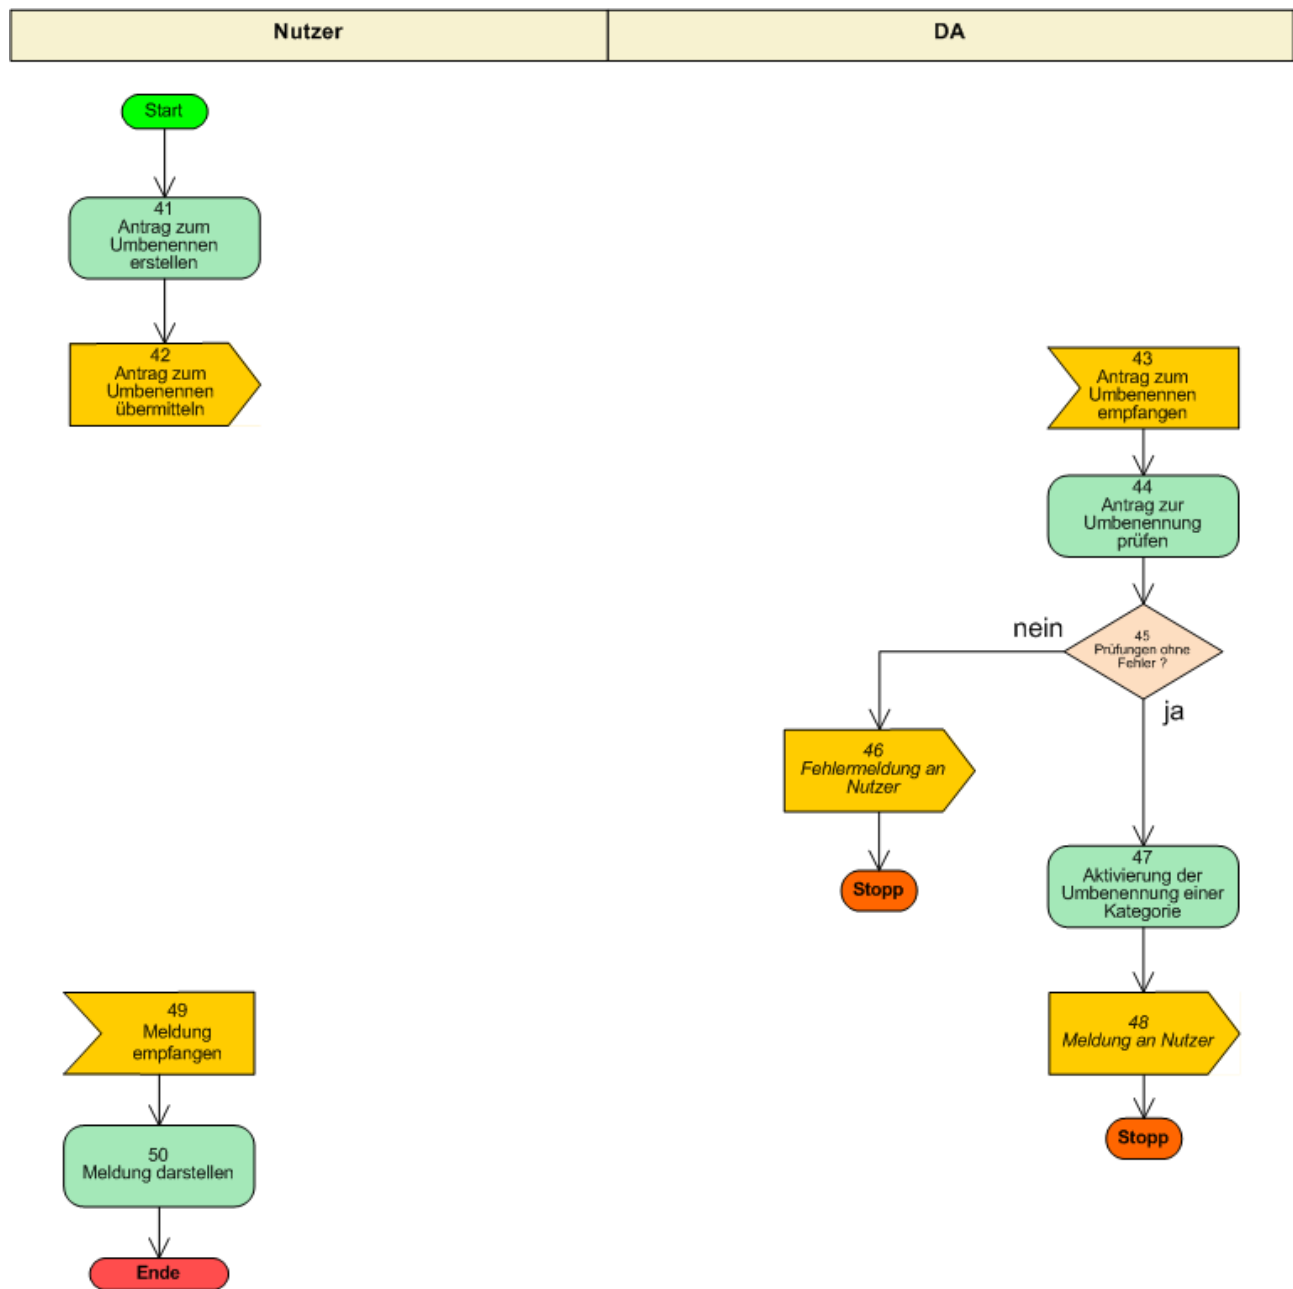 Nutzer
DA
Start
41
Antrag zum
Umbenennen
erstellen
42
Antrag zum
Umbenennen
übermitteln
43
Antrag zum
Umbenennen
empfangen
44
Antrag zur
Umbenennung
prüfen
nein
45
Prüfungen ohne
Fehler ?
ja
46
Fehlermeldung an
Nutzer
Stopp
47
Aktivierung der
Umbenennung einer
Kategorie
48
Meldung an Nutzer
Stopp
49
Meldung
empfangen
50
Meldung darstellen
Ende